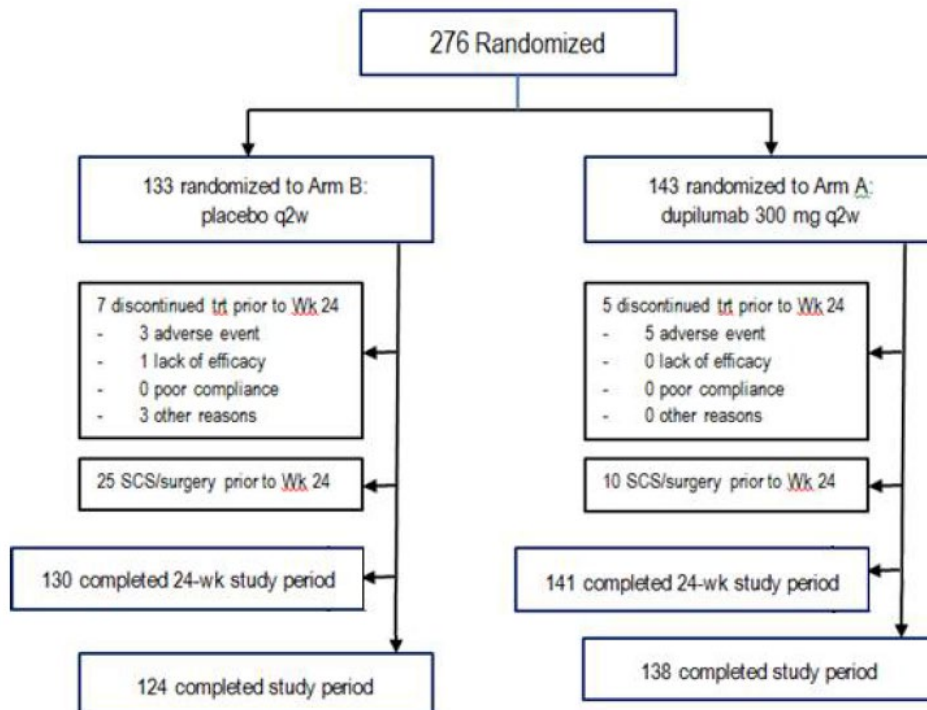 276 Randomized
133 randomized to Arm B:
placebo q2w
7 discontinued trt prior to Wk 24
- 3 adverse event
- 1 lack of efficacy
- 0 poor compliance
- 3 other reasons
25 SCS/surgery prior to Wk 24
130 completed 24-wk study period
124 completed study period
143 randomized to Arm A:
dupilumab 300 mg q2w
5 discontinued trt prior to Wk 24
- 5 adverse event
- 0 lack of efficacy
- 0 poor compliance
- 0 other reasons
10 SCS/surgery prior to Wk 24
141 completed 24-wk study period
138 completed study period